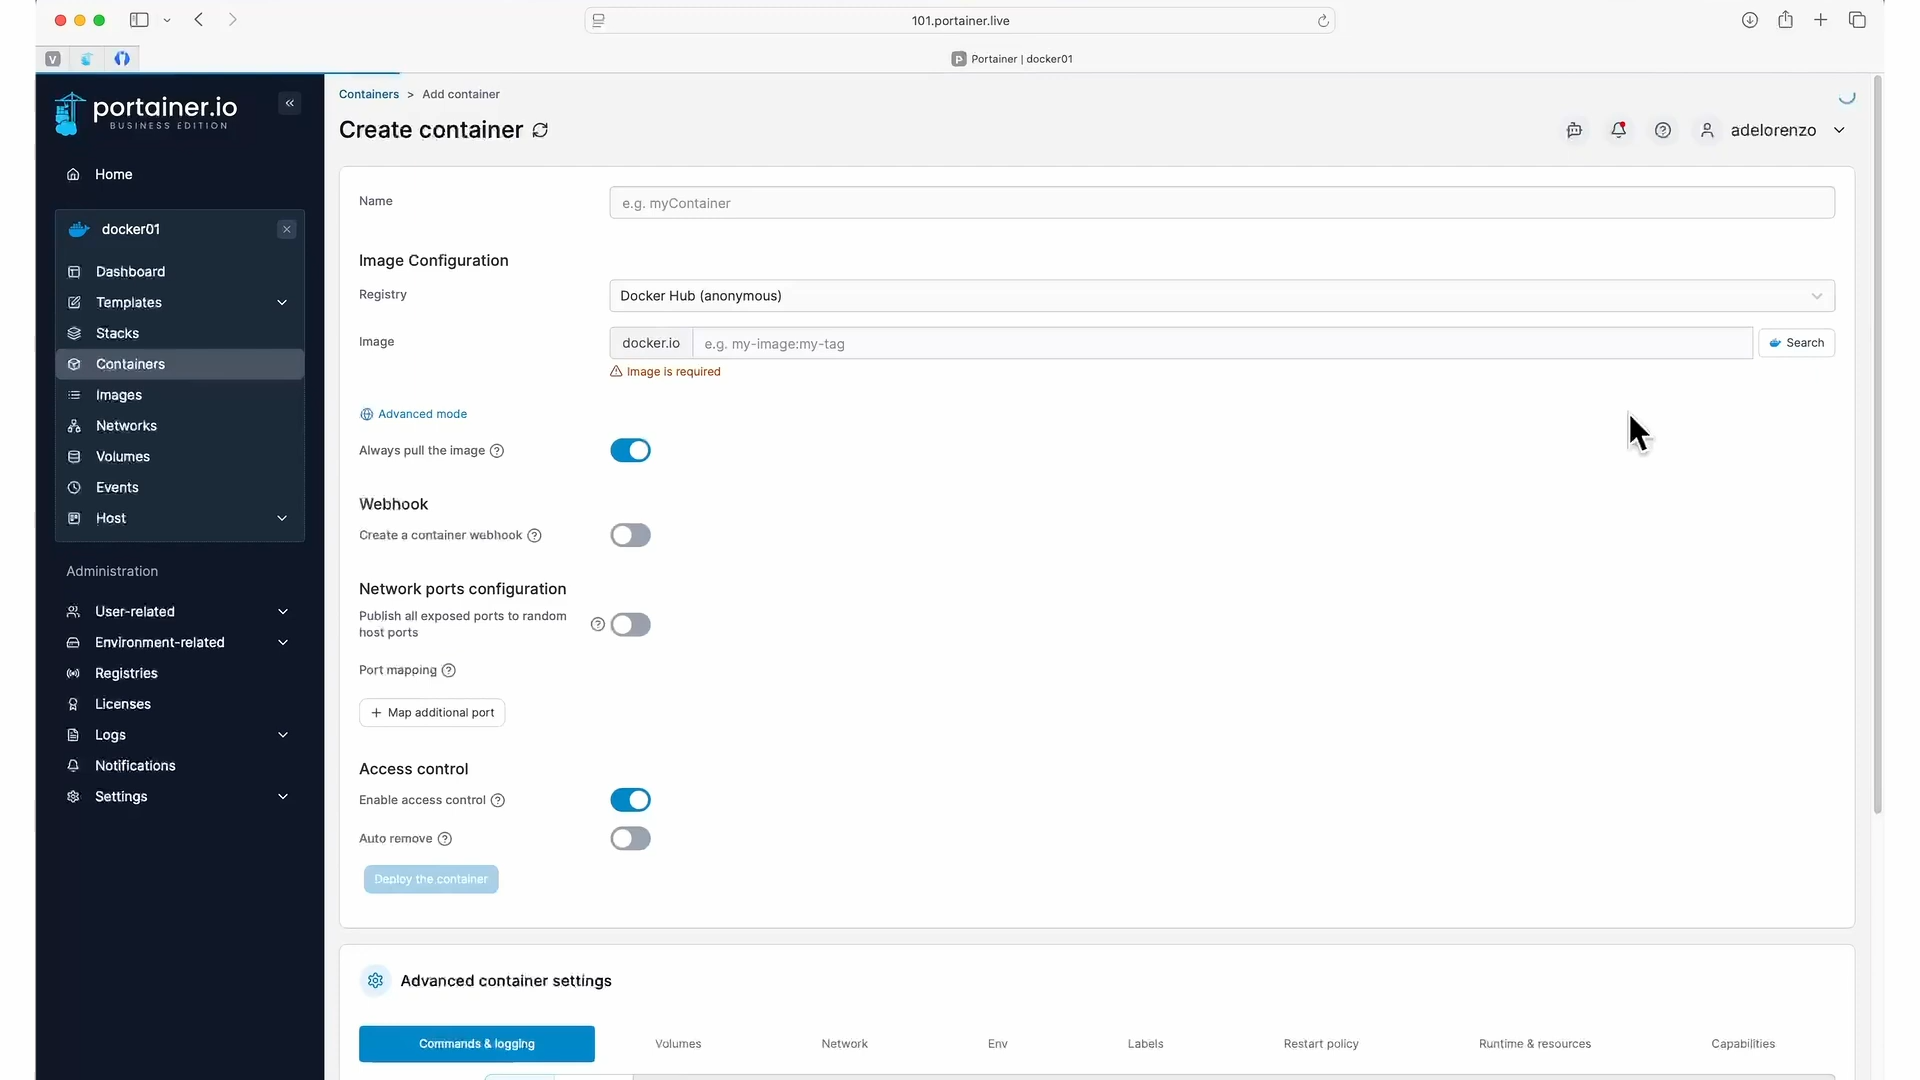 101.portainer.live
V
P Portainer | docker01
portainer.io
BUSINESS EDITION
Home
docker01
Dashboard
Templates
Stacks
Containers
Images
Networks
Volumes
Events
Host
Administration
User-related
Environment-related
Registries
Licenses
Logs
Notifications
Settings
Containers > Add container
Create container
adelorenzo
Name
e.g. myContainer
Image Configuration
Registry
Docker Hub (anonymous)
Image
docker.io
e.g. my-image:my-tag
Search
Image is required
Advanced mode
Always pull the image
Webhook
Create a container webhook
Network ports configuration
Publish all exposed ports to random
host ports
Port mapping
+ Map additional port
Access control
Enable access control
Auto remove
Deploy the container
Advanced container settings
Commands & logging
Volumes
Network
Env
Labels
Restart policy
Runtime & resources
Capabilities